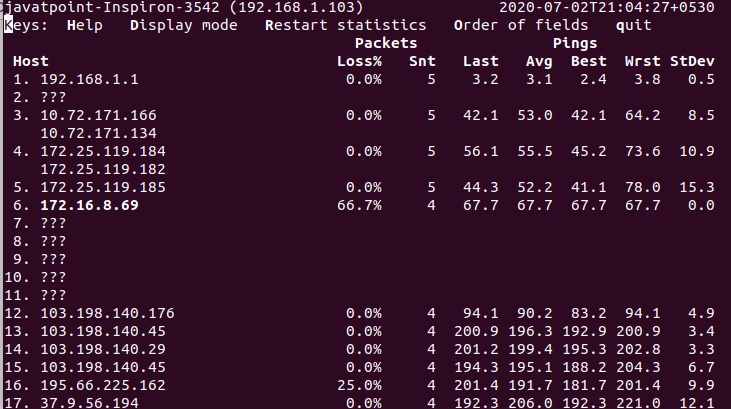 javatpoint-Inspiron-3542 (192.168.1.103) 2020-07-02T21:04:27+0530
Keys: Help Display mode Restart statistics Order of fields quit
Packets Pings
Host Loss% Snt Last Avg Best Wrst StDev
1. 192.168.1.1 0.0% 5 3.2 3.1 2.4 3.8 0.5
2. ???
3. 10.72.171.166 0.0% 5 42.1 53.0 42.1 64.2 8.5
10.72.171.134
4. 172.25.119.184 0.0% 5 56.1 55.5 45.2 73.6 10.9
172.25.119.182
5. 172.25.119.185 0.0% 5 44.3 52.2 41.1 78.0 15.3
6. 172.16.8.69 66.7% 4 67.7 67.7 67.7 67.7 0.0
7. ???
8. ???
9. ???
10. ???
11. ???
12. 103.198.140.176 0.0% 4 94.1 90.2 83.2 94.1 4.9
13. 103.198.140.45 0.0% 4 200.9 196.3 192.9 200.9 3.4
14. 103.198.140.29 0.0% 4 201.2 199.4 195.3 202.8 3.3
15. 103.198.140.45 0.0% 4 194.3 195.1 188.2 204.3 6.7
16. 195.66.225.162 25.0% 4 201.4 191.7 181.7 201.4 9.9
17. 37.9.56.194 0.0% 4 192.3 206.0 192.3 221.0 12.1